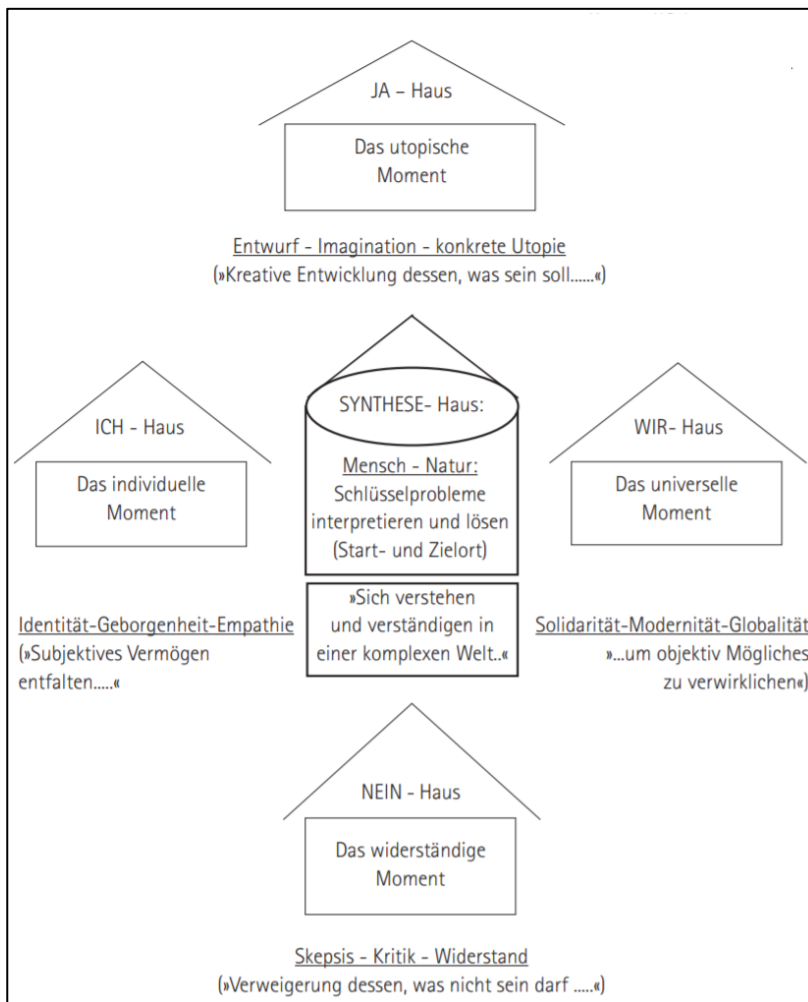 JA – Haus
Das utopische
Moment
Entwurf - Imagination - konkrete Utopie
(»Kreative Entwicklung dessen, was sein soll......«)
ICH - Haus
Das individuelle
Moment
Identität-Geborgenheit-Empathie
(»Subjektives Vermögen
entfalten.....«
SYNTHESE- Haus:
Mensch - Natur:
Schlüsselprobleme
interpretieren und lösen
(Start- und Zielort)
»Sich verstehen
und verständigen in
einer komplexen Welt..«
WIR- Haus
Das universelle
Moment
Solidarität-Modernität-Globalität
»...um objektiv Mögliches
zu verwirklichen«)
NEIN - Haus
Das widerständige
Moment
Skepsis - Kritik - Widerstand
(»Verweigerung dessen, was nicht sein darf .....«)